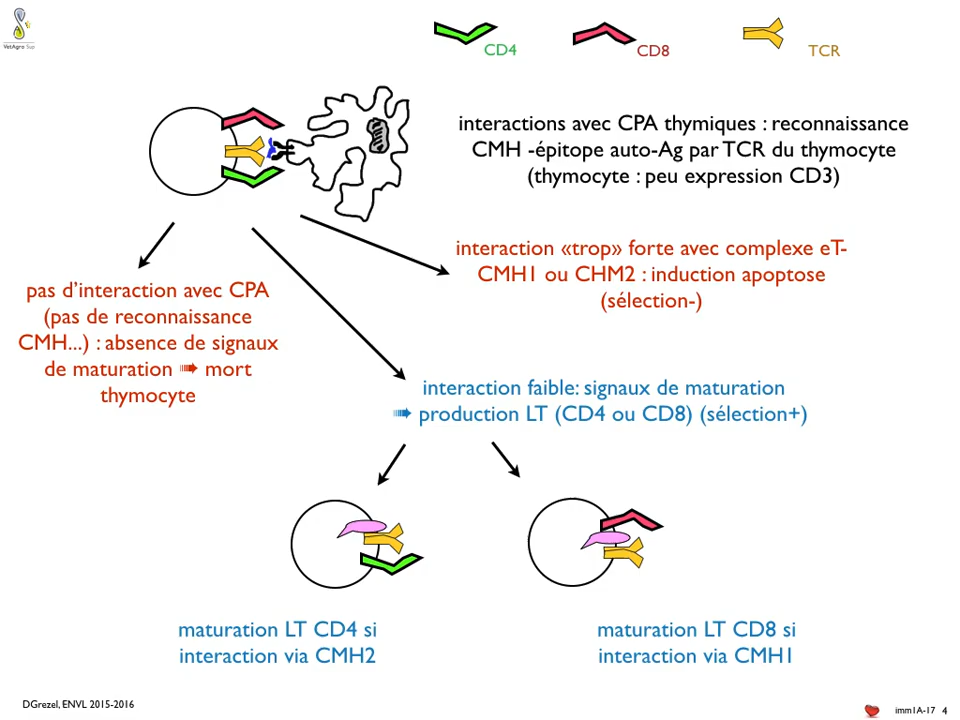 VetAgro Sup
CD4
CD8
TCR
interactions avec CPA thymiques : reconnaissance
CMH -épitope auto-Ag par TCR du thymocyte
(thymocyte : peu expression CD3)
interaction «trop» forte avec complexe eT-
CMH1 ou CHM2 : induction apoptose
(sélection-)
pas d’interaction avec CPA
(pas de reconnaissance
CMH...) : absence de signaux
de maturation ➠ mort
thymocyte
interaction faible: signaux de maturation
➠ production LT (CD4 ou CD8) (sélection+)
maturation LT CD4 si
interaction via CMH2
maturation LT CD8 si
interaction via CMH1
DGrezel, ENVL 2015-2016
imm1A-17 4